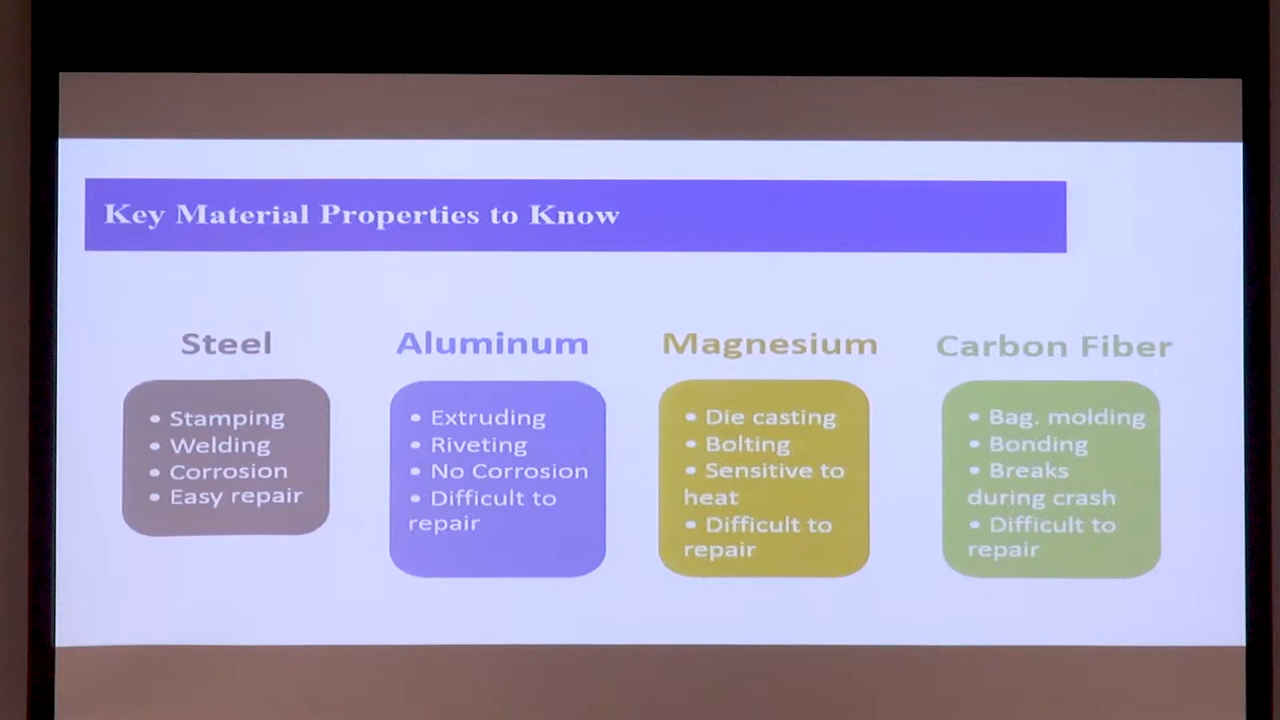 Key Material Properties to Know
Steel
• Stamping
• Welding
• Corrosion
• Easy repair
Aluminum
• Extruding
• Riveting
• No Corrosion
• Difficult to
repair
Magnesium
• Die casting
• Bolting
• Sensitive to
heat
• Difficult to
repair
Carbon Fiber
• Bag. molding
• Bonding
• Breaks
during crash
• Difficult to
repair